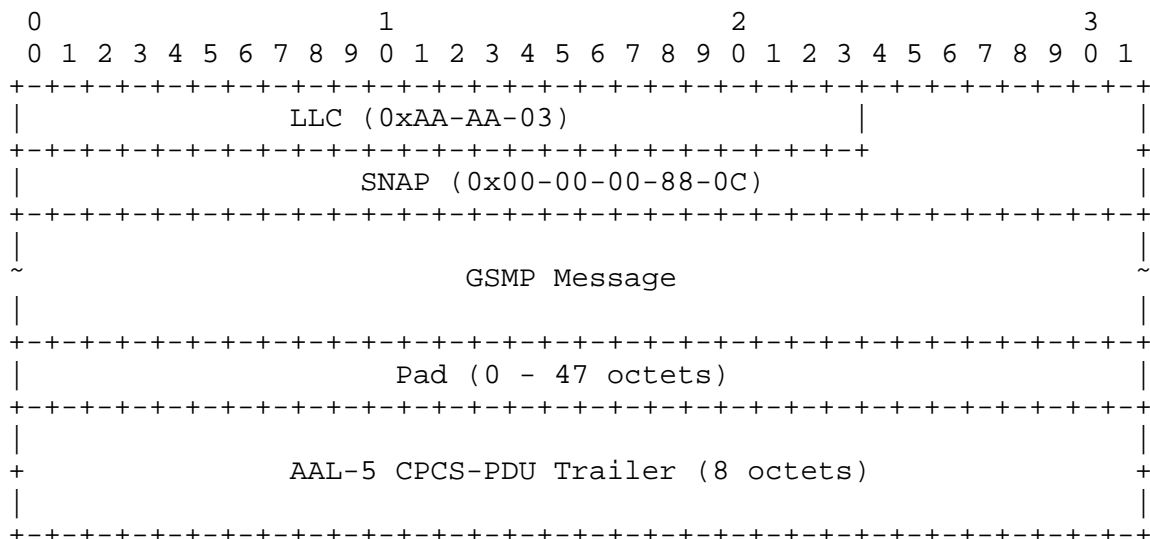 0                   1                   2                   3
 0 1 2 3 4 5 6 7 8 9 0 1 2 3 4 5 6 7 8 9 0 1 2 3 4 5 6 7 8 9 0 1
+-+-+-+-+-+-+-+-+-+-+-+-+-+-+-+-+-+-+-+-+-+-+-+-+-+-+-+-+-+-+-+-+
|               LLC (0xAA-AA-03)                |               |
+-+-+-+-+-+-+-+-+-+-+-+-+-+-+-+-+-+-+-+-+-+-+-+-+               +
|                   SNAP (0x00-00-00-88-0C)                     |
+-+-+-+-+-+-+-+-+-+-+-+-+-+-+-+-+-+-+-+-+-+-+-+-+-+-+-+-+-+-+-+-+
|                                                               |
~                         GSMP Message                          ~
|                                                               |
+-+-+-+-+-+-+-+-+-+-+-+-+-+-+-+-+-+-+-+-+-+-+-+-+-+-+-+-+-+-+-+-+
|                     Pad (0 - 47 octets)                       |
+-+-+-+-+-+-+-+-+-+-+-+-+-+-+-+-+-+-+-+-+-+-+-+-+-+-+-+-+-+-+-+-+
|                                                               |
+               AAL-5 CPCS-PDU Trailer (8 octets)               +
|                                                               |
+-+-+-+-+-+-+-+-+-+-+-+-+-+-+-+-+-+-+-+-+-+-+-+-+-+-+-+-+-+-+-+-+